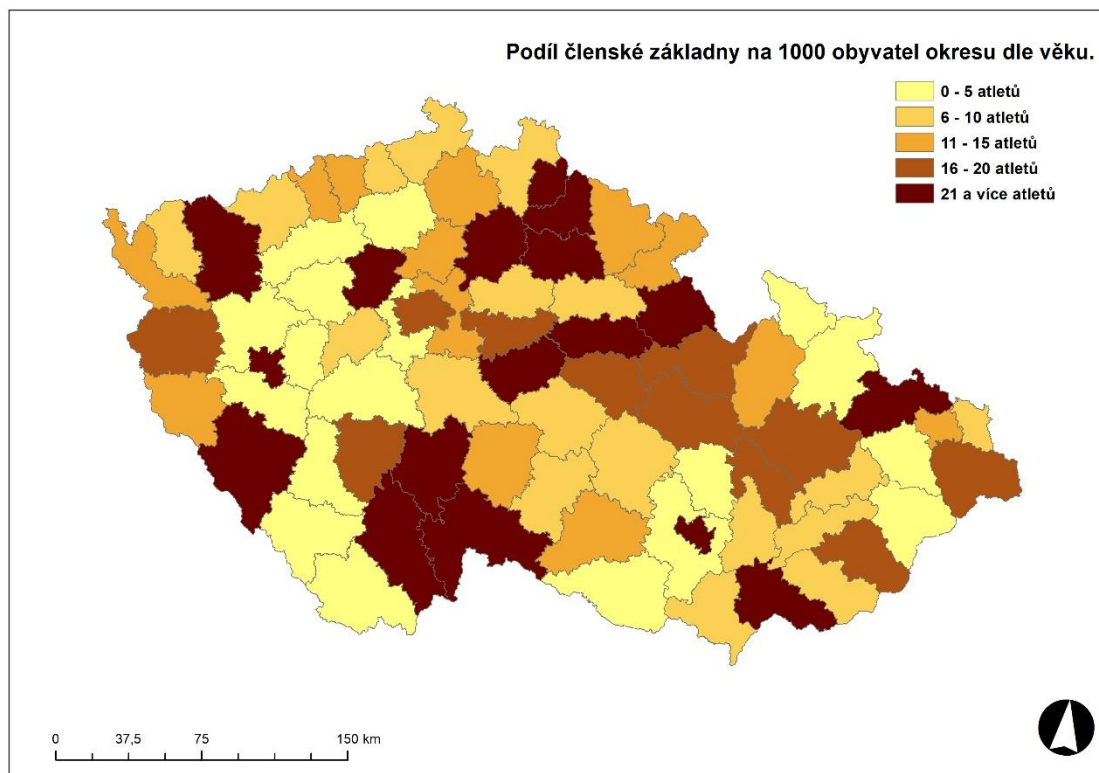 Podíl členské základny na 1000 obyvatel okresu dle věku.
0 - 5 atletů
6 - 10 atletů
11 - 15 atletů
16 - 20 atletů
21 a více atletů
0 37,5 75 150 km